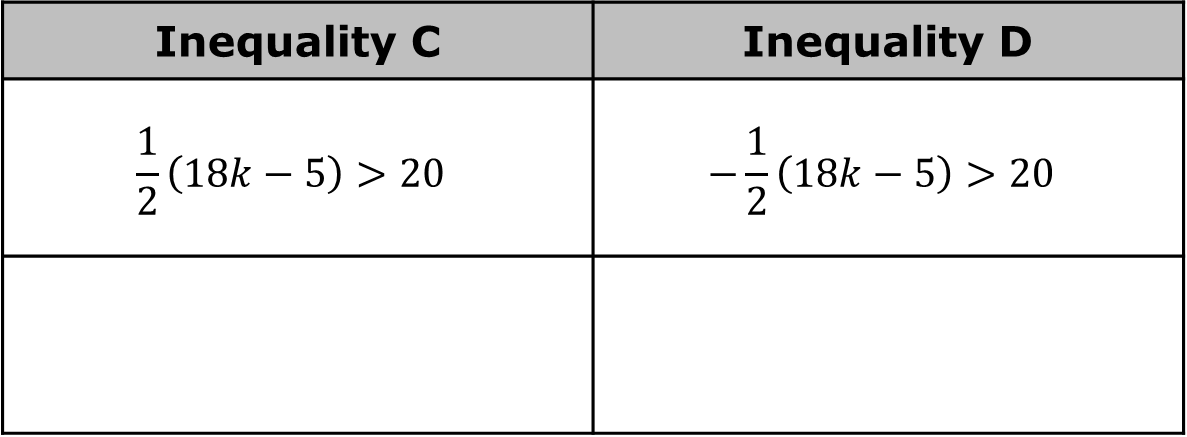 Inequality C
Inequality D
1/2 (18k − 5) > 20
−1/2 (18k − 5) > 20